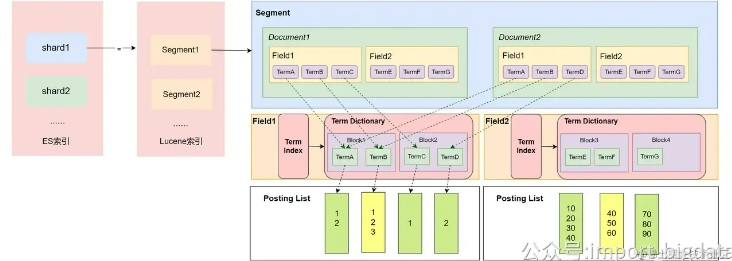 shard1
shard2
......
ES索引
=
Segment1
Segment2
......
Lucene索引
Segment
Document1
Field1
TermA
TermB
TermC
Field2
TermE
TermF
TermG
Document2
Field1
TermA
TermB
TermD
Field2
TermE
TermF
TermG
Field1
Term
Index
Term Dictionary
Block1
TermA
TermB
Block2
TermC
TermD
Field2
Term
Index
Term Dictionary
Block3
TermE
TermF
Block4
TermG
Posting List
1
2
1
2
3
1
2
Posting List
10
20
30
40
40
50
60
70
80
90
公众号:import_bigdata